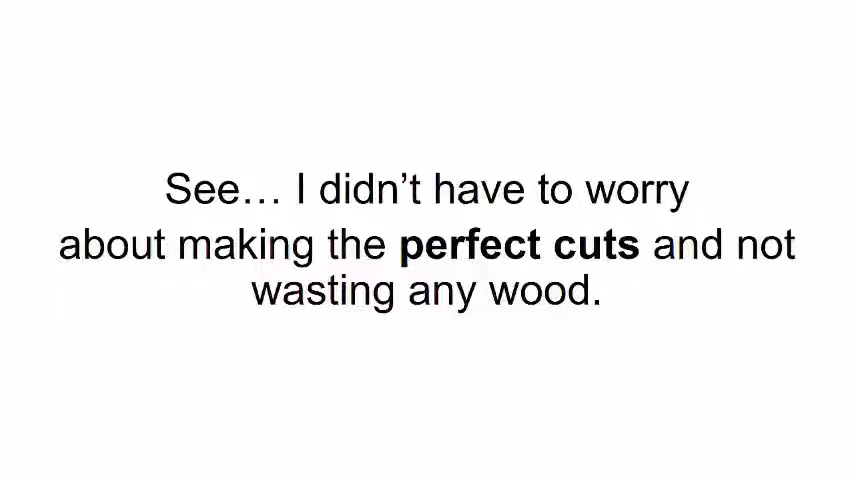 See… I didn’t have to worry
about making the perfect cuts and not
wasting any wood.